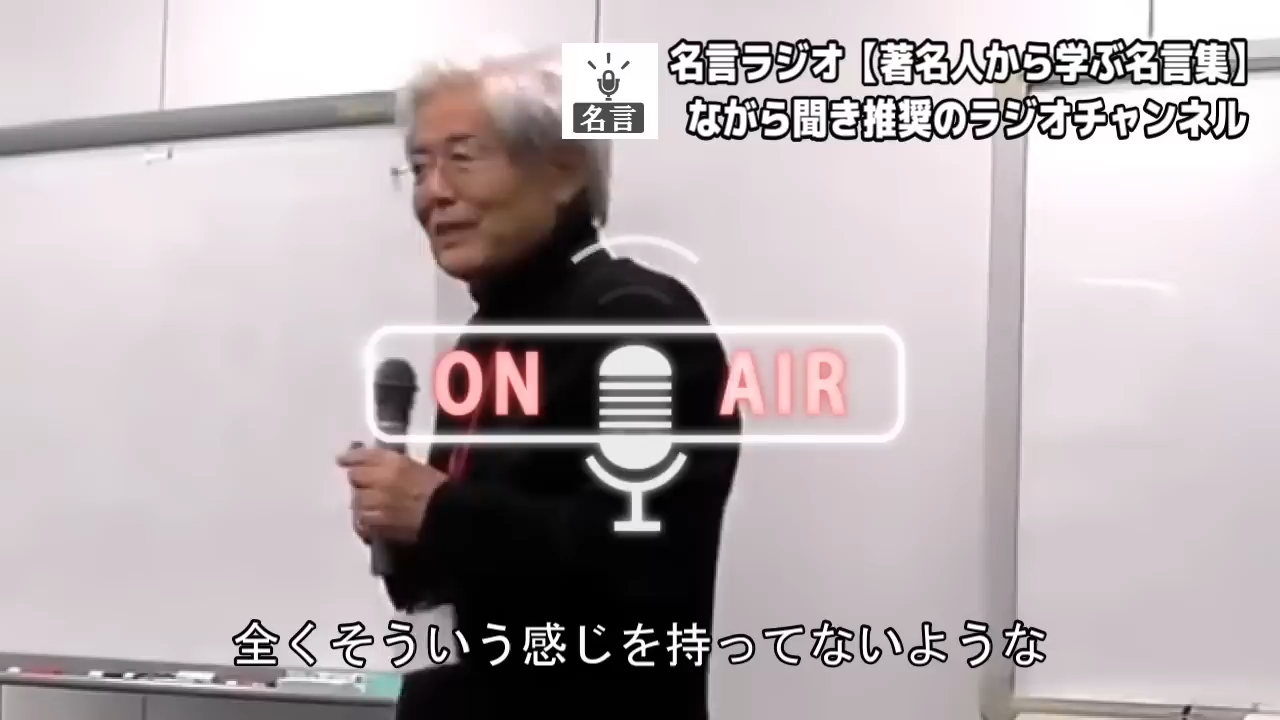 名言ラジオ【著名人から学ぶ名言集】
ながら聞き推奨のラジオチャンネル
名言
ON AIR
全くそういう感じを持ってないような